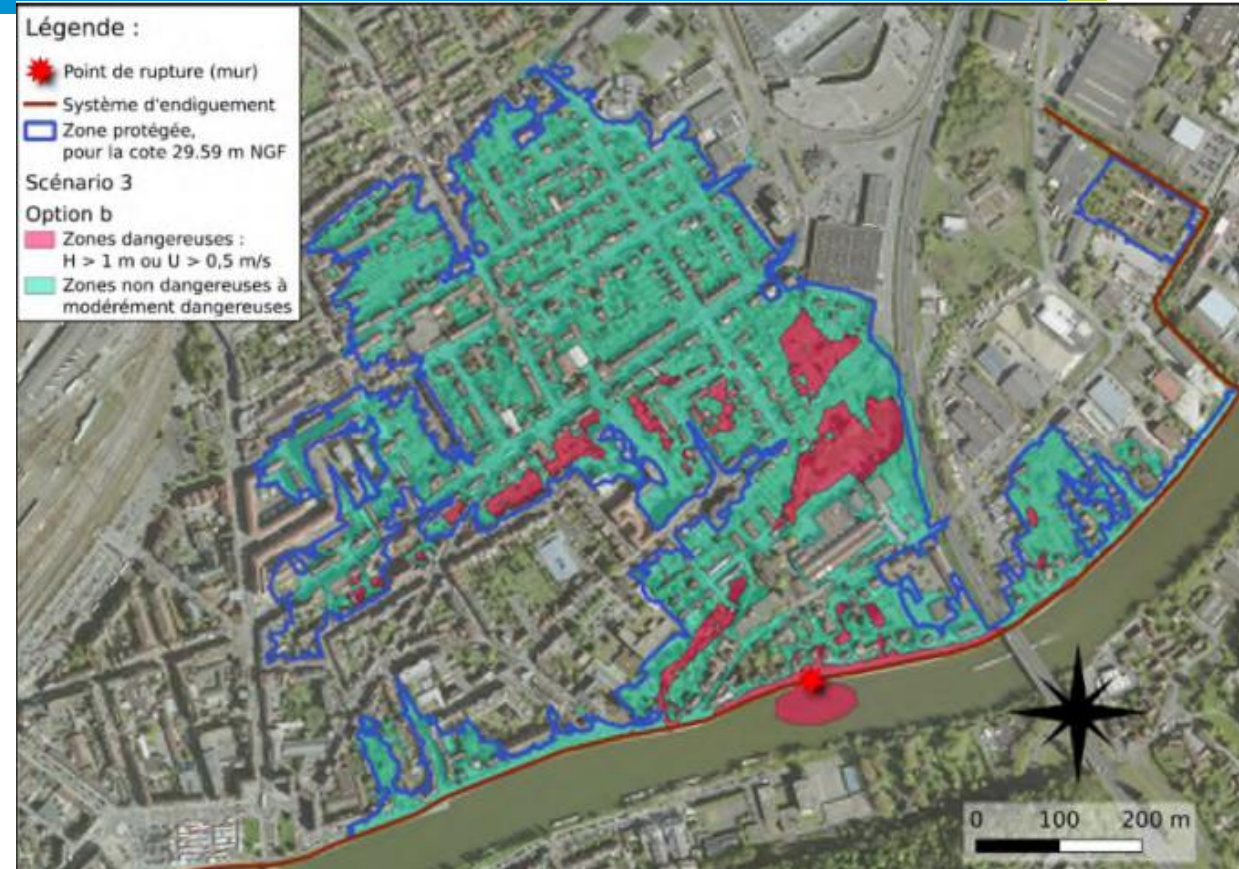 Légende :
Point de rupture (mur)
Système d'endiguement
Zone protégée,
pour la cote 29.59 m NGF
Scénario 3
Option b
Zones dangereuses :
H > 1 m ou U > 0,5 m/s
Zones non dangereuses à
modérément dangereuses
0 100 200 m